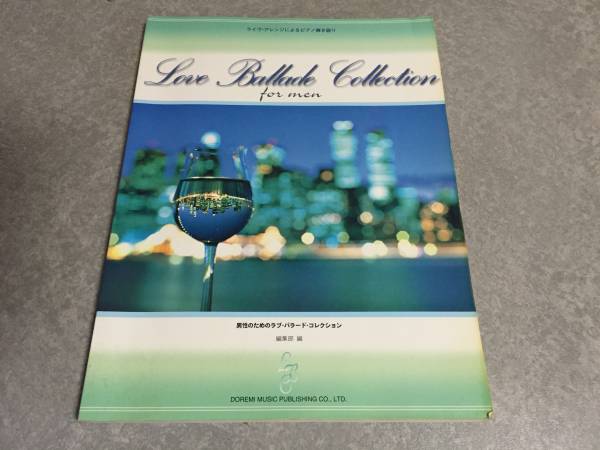 ライヴ・アレンジによるピアノ弾き語り
Love Ballade Collection
for men
男性のためのラブ・バラード・コレクション
編集部 編
DOREMI MUSIC PUBLISHING CO., LTD.